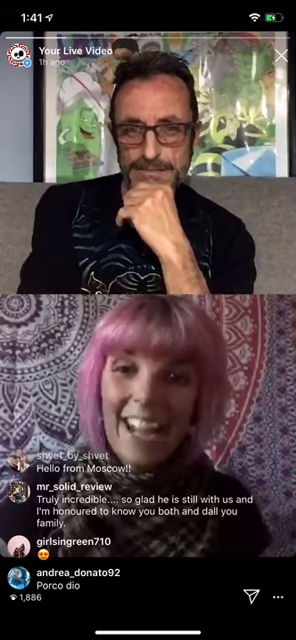 1:41
Your Live Video
1h ago
shvet_by_shvet
Hello from Moscow!!
mr_solid_review
Truly incredible.... so glad he is still with us and
I'm honoured to know you both and dall you
family.
girlsingreen710
😍
andrea_donato92
Porco dio
1,886